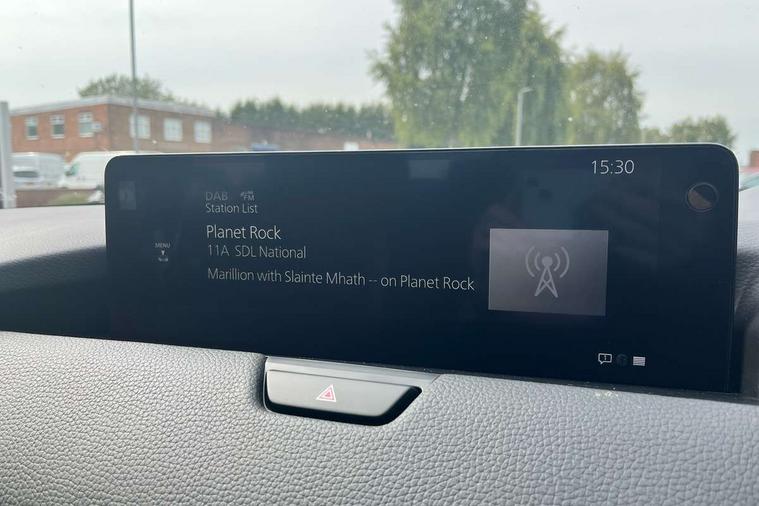 15:30
DAB FM
Station List
Planet Rock
MENU
11A SDL National
Marillion with Slainte Mhath -- on Planet Rock